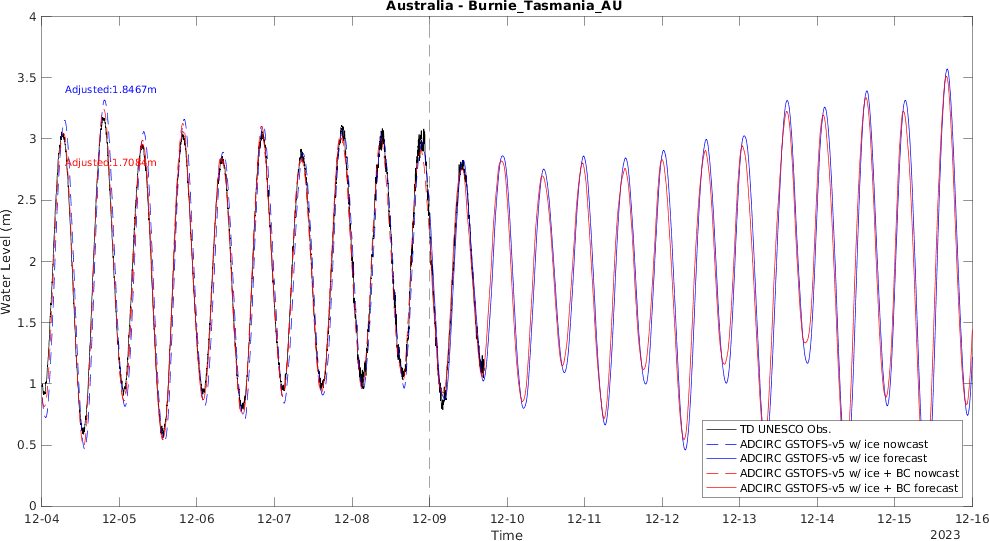 Australia - Burnie_Tasmania_AU
4
3.5
3
2.5
2
1.5
1
0.5
0
Water Level (m)
Adjusted:1.8467m
Adjusted:1.7084m
TD UNESCO Obs.
ADCIRC GSTOFS-v5 w/ ice nowcast
ADCIRC GSTOFS-v5 w/ ice forecast
ADCIRC GSTOFS-v5 w/ ice + BC nowcast
ADCIRC GSTOFS-v5 w/ ice + BC forecast
12-04 12-05 12-06 12-07 12-08 12-09 12-10 12-11 12-12 12-13 12-14 12-15 12-16
Time
2023